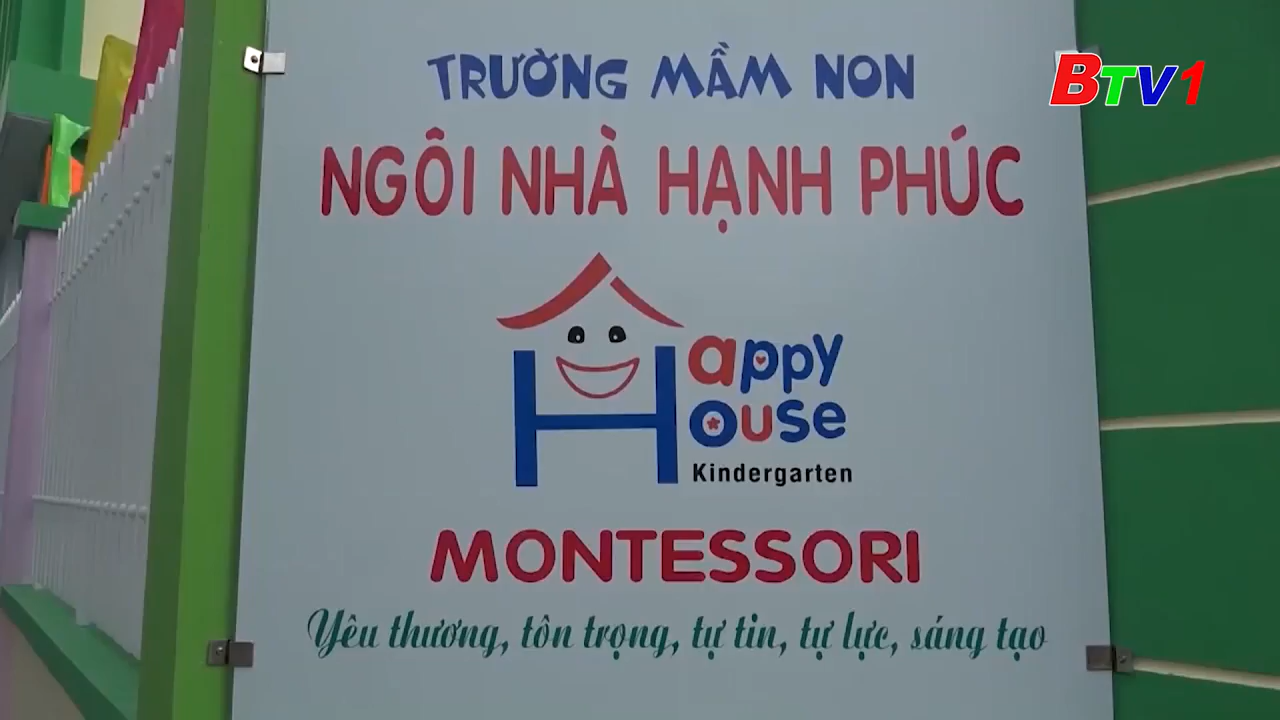 BTV1
TRƯỜNG MẦM NON
NGÔI NHÀ HẠNH PHÚC
Happy
House
Kindergarten
MONTESSORI
Yêu thương, tôn trọng, tự tin, tự lực, sáng tạo